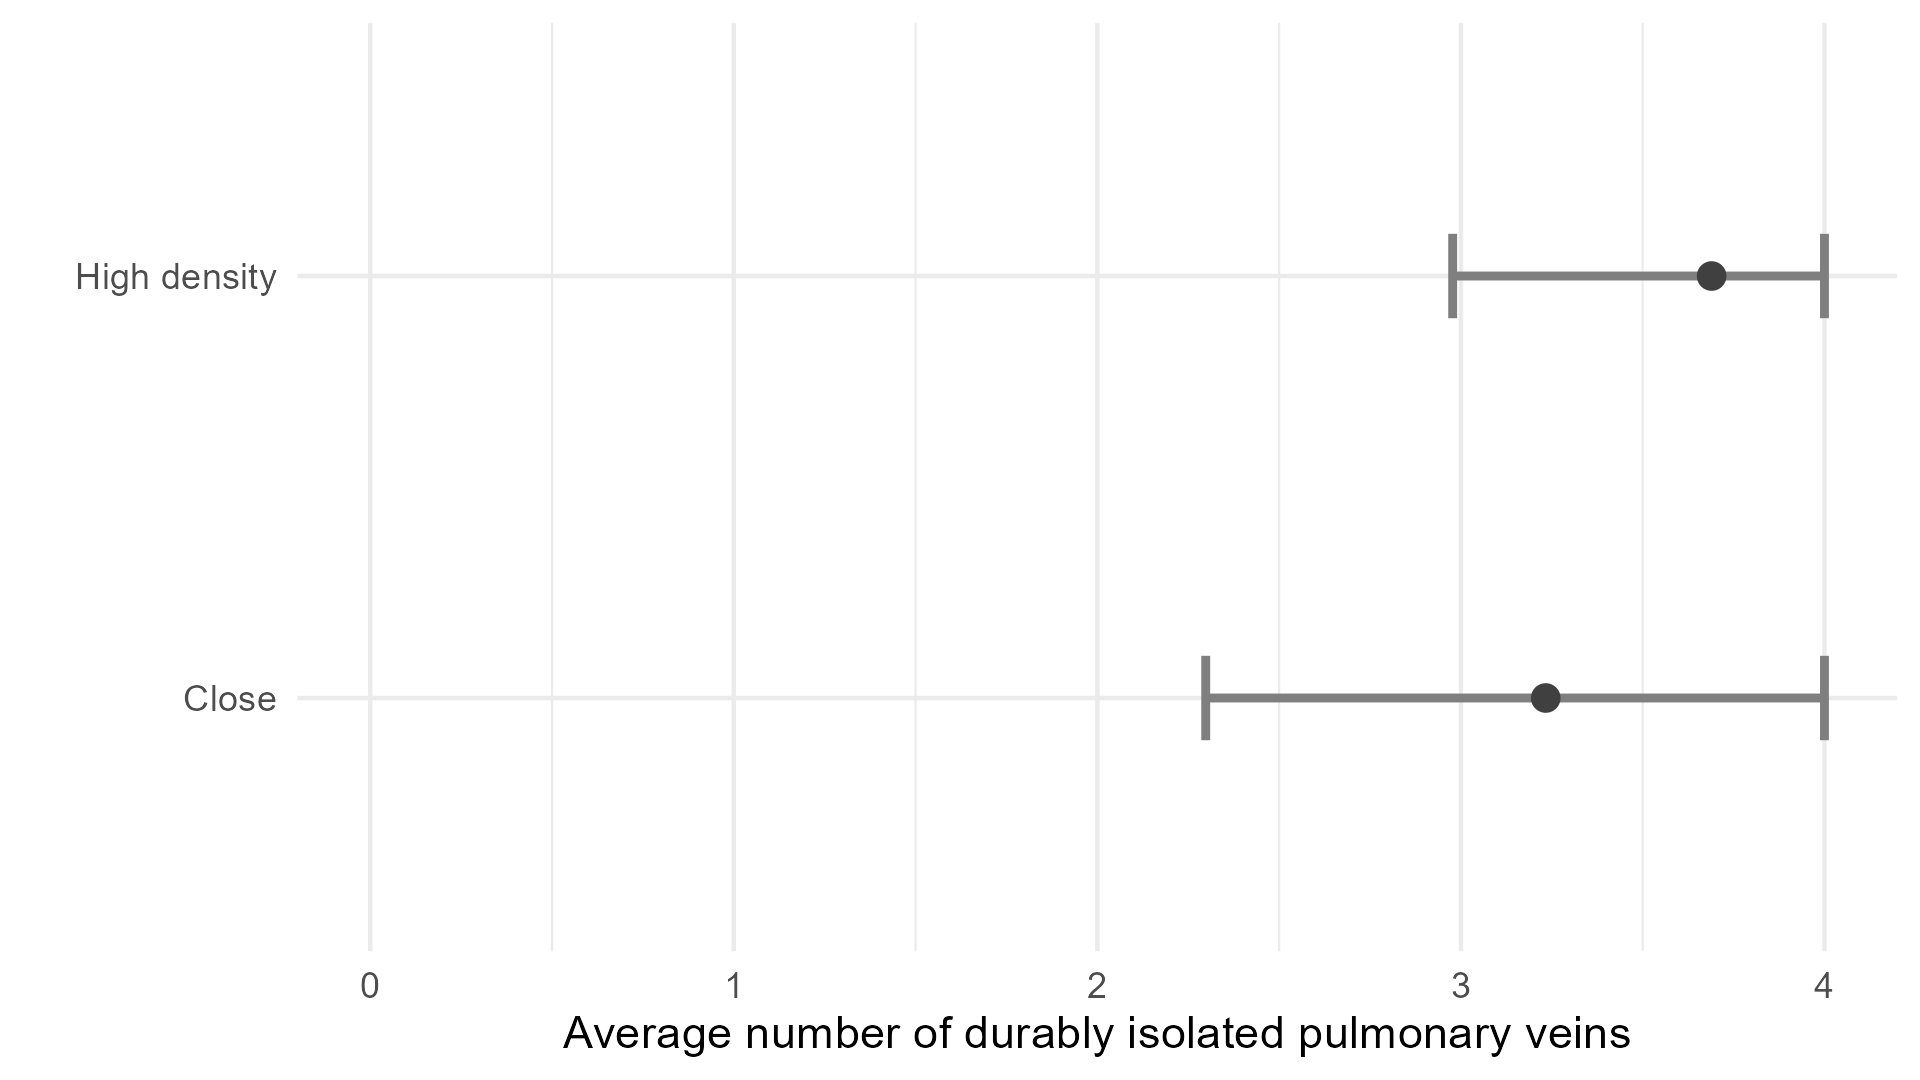 High density
Close
0 1 2 3 4
Average number of durably isolated pulmonary veins